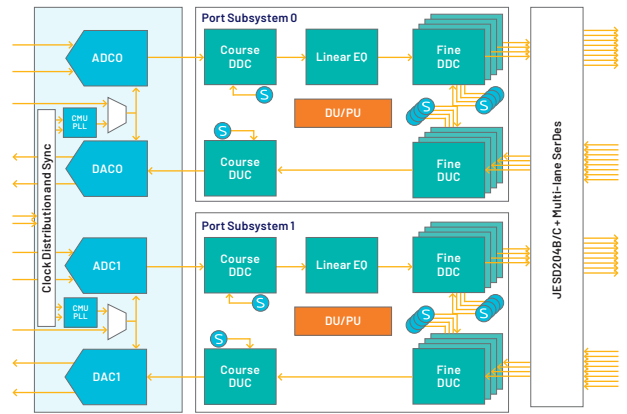 Port Subsystem 0
ADC0
Course
DDC
Linear EQ
Fine
DDC
S
S
DU/PU
CMU
PLL
S
DAC0
Course
DUC
Fine
DUC
Clock Distribution and Sync
JESD204B/C + Multi-lane SerDes
Port Subsystem 1
ADC1
Course
DDC
Linear EQ
Fine
DDC
S
S
S
DU/PU
CMU
PLL
S
DAC1
Course
DUC
Fine
DUC